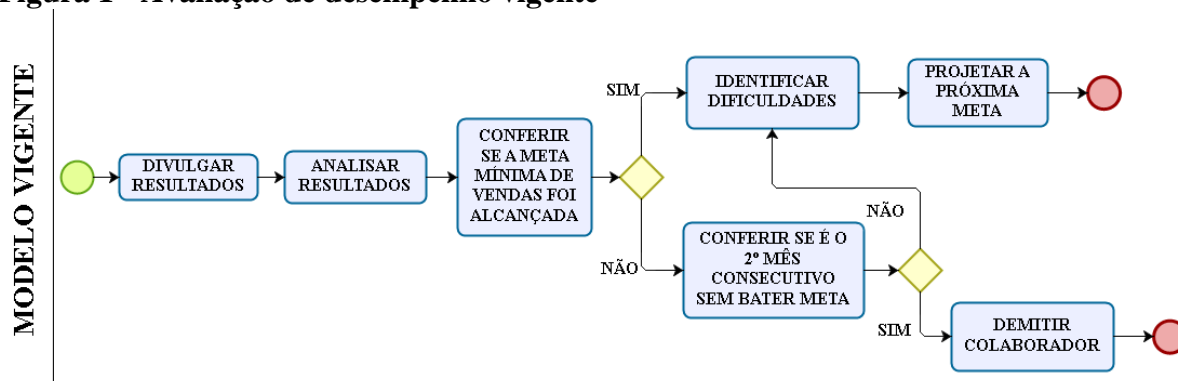 Figura 1 - Avaliação de desempenho vigente
MODELO VIGENTE
DIVULGAR
RESULTADOS
ANALISAR
RESULTADOS
CONFERIR
SE A META
MÍNIMA DE
VENDAS FOI
ALCANÇADA
SIM
IDENTIFICAR
DIFICULDADES
PROJETAR A
PRÓXIMA
META
NÃO
CONFERIR SE É O
2º MÊS
CONSECUTIVO
SEM BATER META
NÃO
SIM
DEMITIR
COLABORADOR